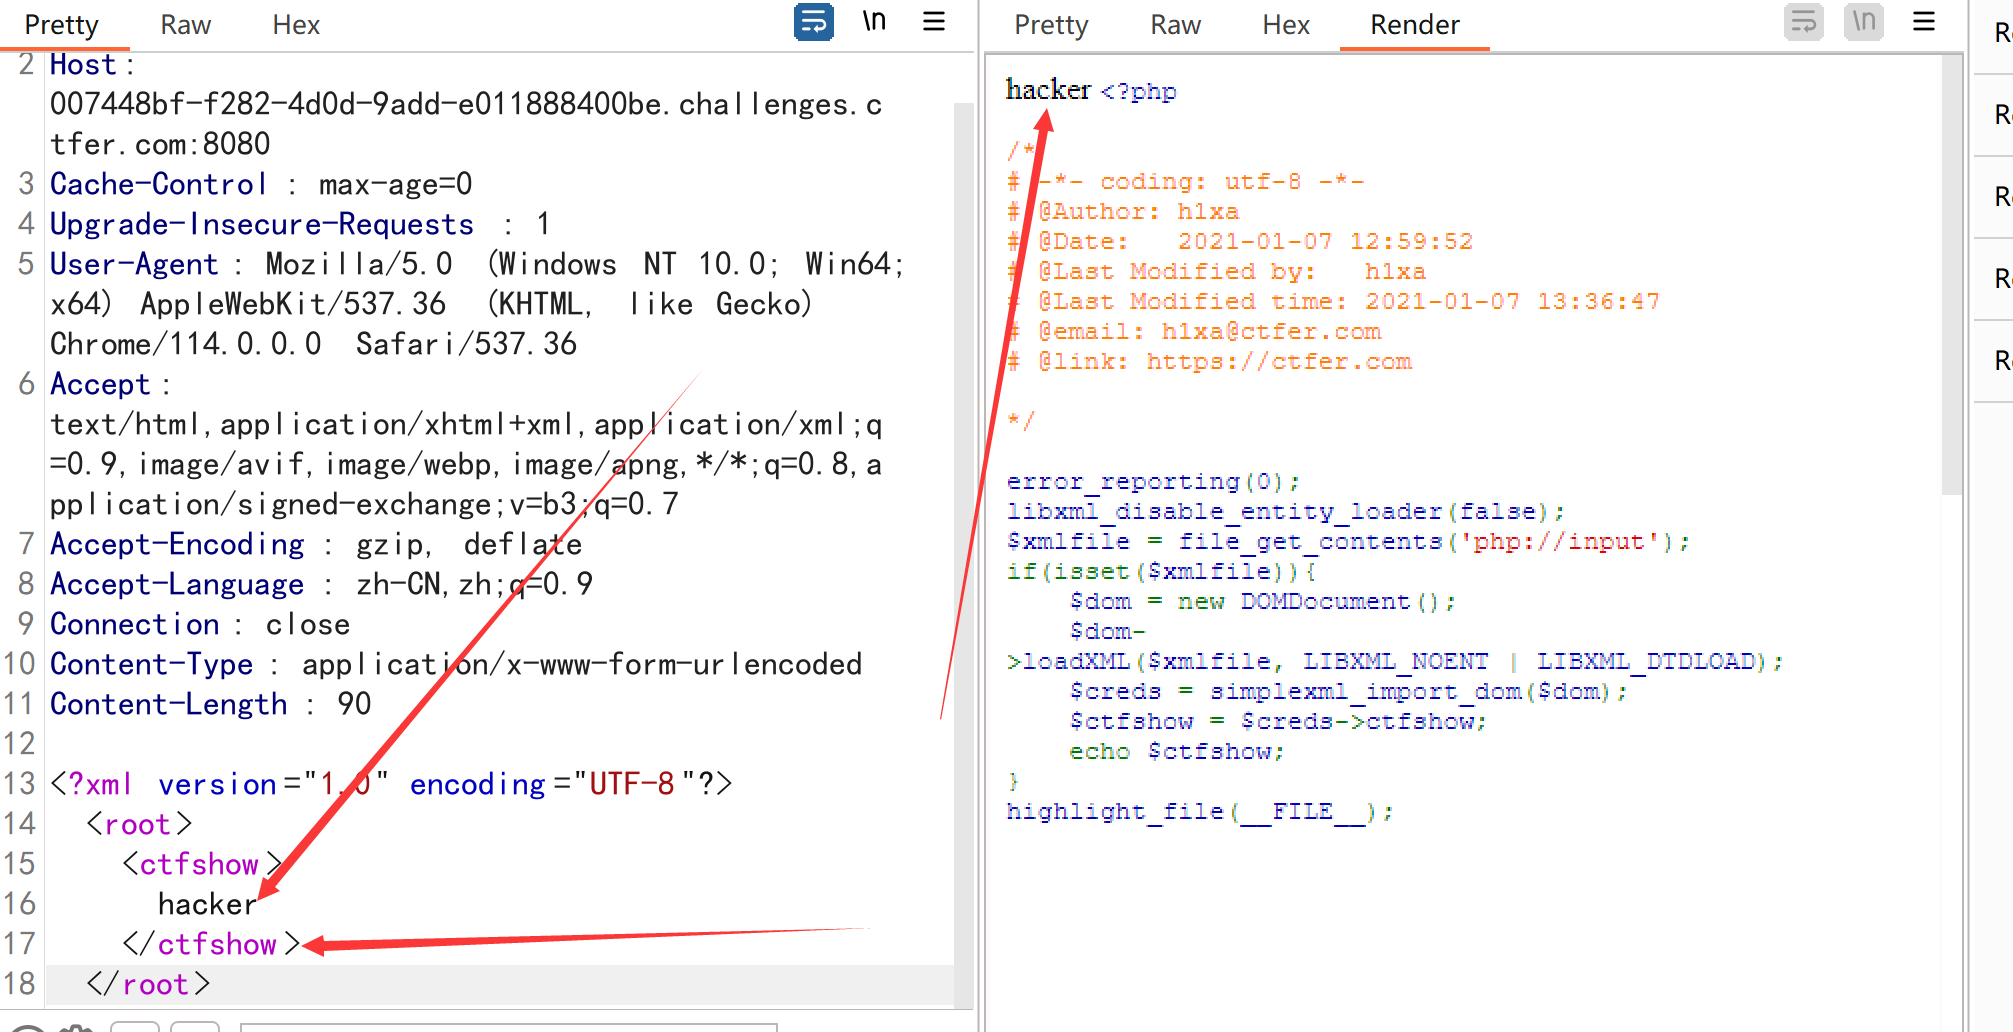 Pretty Raw Hex \n
2 Host :
007448bf-f282-4d0d-9add-e011888400be.challenges.c
tfer.com:8080
3 Cache-Control : max-age=0
4 Upgrade-Insecure-Requests : 1
5 User-Agent : Mozilla/5.0 (Windows NT 10.0; Win64;
x64) AppleWebKit/537.36 (KHTML, like Gecko)
Chrome/114.0.0.0 Safari/537.36
6 Accept :
text/html,application/xhtml+xml,application/xml;q
=0.9,image/avif,image/webp,image/apng,*/*;q=0.8,a
pplication/signed-exchange;v=b3;q=0.7
7 Accept-Encoding : gzip, deflate
8 Accept-Language : zh-CN,zh;q=0.9
9 Connection : close
10 Content-Type : application/x-www-form-urlencoded
11 Content-Length : 90
12
13 <?xml version="1.0" encoding="UTF-8"?>
14 <root>
15 <ctfshow>
16 hacker
17 </ctfshow>
18 </root>
Pretty Raw Hex Render \n
hacker <?php
/*
# -*- coding: utf-8 -*-
# @Author: h1xa
# @Date:   2021-01-07 12:59:52
# @Last Modified by:   h1xa
# @Last Modified time: 2021-01-07 13:36:47
# @email: h1xa@ctfer.com
# @link: https://ctfer.com
*/
error_reporting(0);
libxml_disable_entity_loader(false);
$xmlfile = file_get_contents('php://input');
if(isset($xmlfile)){
$dom = new DOMDocument();
$dom-
>loadXML($xmlfile, LIBXML_NOENT | LIBXML_DTDLOAD);
$creds = simplexml_import_dom($dom);
$ctfshow = $creds->ctfshow;
echo $ctfshow;
}
highlight_file(__FILE__);